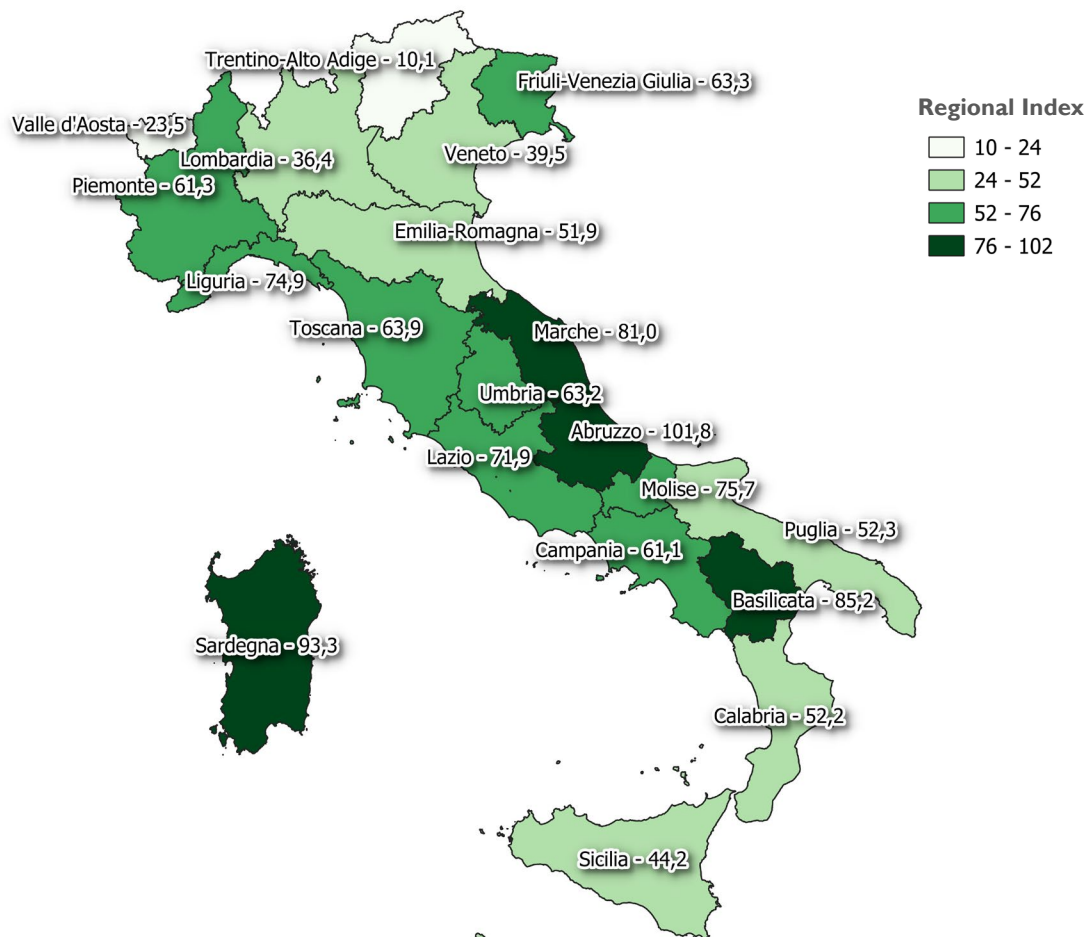 Trentino-Alto Adige - 10,1
Friuli-Venezia Giulia - 63,3
Regional Index
10 - 24
24 - 52
52 - 76
76 - 102
Valle d'Aosta - 23,5
Lombardia - 36,4
Veneto - 39,5
Piemonte - 61,3
Emilia-Romagna - 51,9
Liguria - 74,9
Toscana - 63,9
Marche - 81,0
Umbria - 63,2
Abruzzo - 101,8
Lazio - 71,9
Molise - 75,7
Puglia - 52,3
Campania - 61,1
Basilicata - 85,2
Sardegna - 93,3
Calabria - 52,2
Sicilia - 44,2